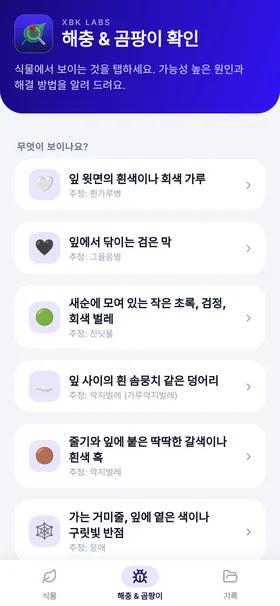 XBK LABS
해충 & 곰팡이 확인
식물에서 보이는 것을 탭하세요. 가능성 높은 원인과
해결 방법을 알려 드려요.
무엇이 보이나요?
잎 윗면의 흰색이나 회색 가루
추정: 흰가루병
잎에서 닦이는 검은 막
추정: 그을음병
새순에 모여 있는 작은 초록, 검정,
회색 벌레
추정: 진딧물
잎 사이의 흰 솜뭉치 같은 덩어리
추정: 깍지벌레 (가루깍지벌레)
줄기와 잎에 붙은 딱딱한 갈색이나
흰색 혹
추정: 깍지벌레
가는 거미줄, 잎에 옅은 색이나
구릿빛 반점
추정: 응애
식물
해충 & 곰팡이
기록